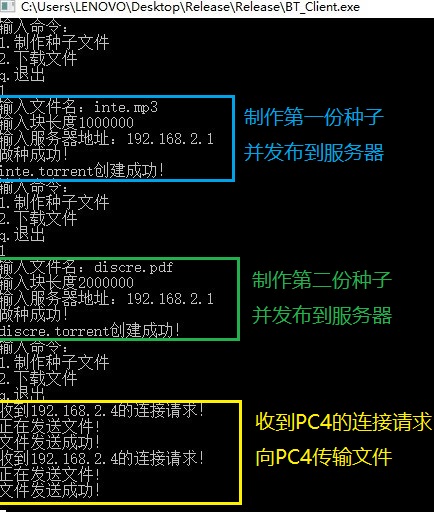 C:\Users\LENOVO\Desktop\Release\Release\BT_Client.exe
输入命令:
1.制作种子文件
2.下载文件
q.退出
1
输入文件名: inte.mp3
输入块长度1000000
输入服务器地址: 192.168.2.1
做种成功!
inte.torrent创建成功!
制作第一份种子
并发布到服务器
输入命令:
1.制作种子文件
2.下载文件
q.退出
1
输入文件名: discre.pdf
输入块长度2000000
输入服务器地址: 192.168.2.1
做种成功!
discre.torrent创建成功!
制作第二份种子
并发布到服务器
输入命令:
1.制作种子文件
2.下载文件
q.退出
收到192.168.2.4的连接请求!
正在发送文件!
文件发送成功!
收到192.168.2.4的连接请求!
正在发送文件!
文件发送成功!
收到PC4的连接请求
向PC4传输文件